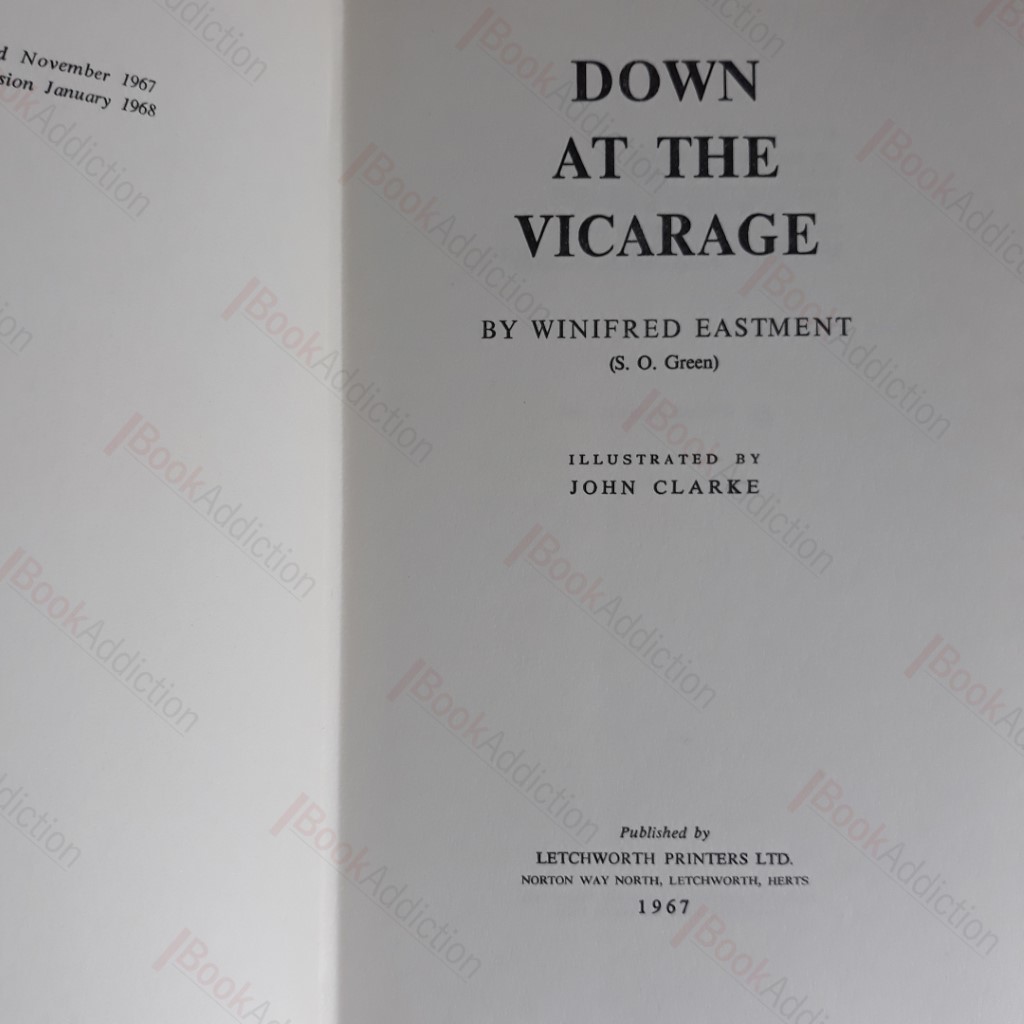 November 1967
January 1968
DOWN
AT THE
VICARAGE
BY WINIFRED EASTMENT
(S. O. Green)
ILLUSTRATED BY
JOHN CLARKE
Published by
LETCHWORTH PRINTERS LTD.
NORTON WAY NORTH, LETCHWORTH, HERTS
1967
BookAddiction